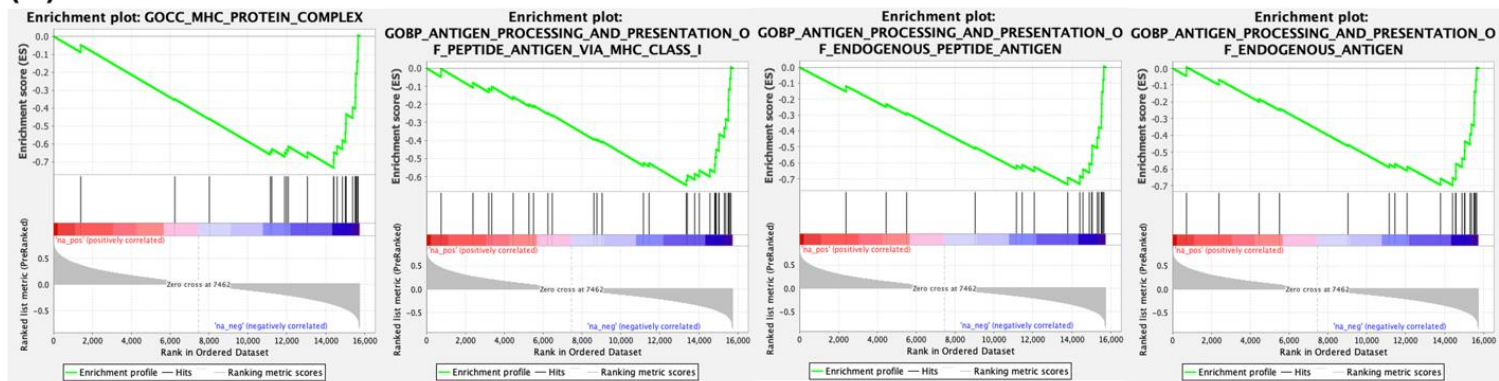 Enrichment plot: GOCC_MHC_PROTEIN_COMPLEX
Enrichment score (ES)
0.0
-0.1
-0.2
-0.3
-0.4
-0.5
-0.6
-0.7
'na_pos' (positively correlated)
Ranked list metric (PreRanked)
0.5
0.0
-0.5
Zero cross at 7462
'na_neg' (negatively correlated)
0 2,000 4,000 6,000 8,000 10,000 12,000 14,000 16,000
Rank in Ordered Dataset
Enrichment profile Hits Ranking metric scores
Enrichment plot:
GOBP_ANTIGEN_PROCESSING_AND_PRESENTATION_O
F_PEPTIDE_ANTIGEN_VIA_MHC_CLASS_I
Enrichment score (ES)
0.0
-0.1
-0.2
-0.3
-0.4
-0.5
-0.6
'na_pos' (positively correlated)
Ranked list metric (PreRanked)
0.5
0.0
-0.5
Zero cross at 7462
'na_neg' (negatively correlated)
0 2,000 4,000 6,000 8,000 10,000 12,000 14,000 16,000
Rank in Ordered Dataset
Enrichment profile Hits Ranking metric scores
Enrichment plot:
GOBP_ANTIGEN_PROCESSING_AND_PRESENTATION_O
F_ENDOGENOUS_PEPTIDE_ANTIGEN
Enrichment score (ES)
0.0
-0.1
-0.2
-0.3
-0.4
-0.5
-0.6
-0.7
'na_pos' (positively correlated)
Ranked list metric (PreRanked)
0.5
0.0
-0.5
Zero cross at 7462
'na_neg' (negatively correlated)
0 2,000 4,000 6,000 8,000 10,000 12,000 14,000 16,000
Rank in Ordered Dataset
Enrichment profile Hits Ranking metric scores
Enrichment plot:
GOBP_ANTIGEN_PROCESSING_AND_PRESENTATION_O
F_ENDOGENOUS_ANTIGEN
Enrichment score (ES)
0.0
-0.1
-0.2
-0.3
-0.4
-0.5
-0.6
-0.7
'na_pos' (positively correlated)
Ranked list metric (PreRanked)
0.5
0.0
-0.5
Zero cross at 7462
'na_neg' (negatively correlated)
0 2,000 4,000 6,000 8,000 10,000 12,000 14,000 16,000
Rank in Ordered Dataset
Enrichment profile Hits Ranking metric scores